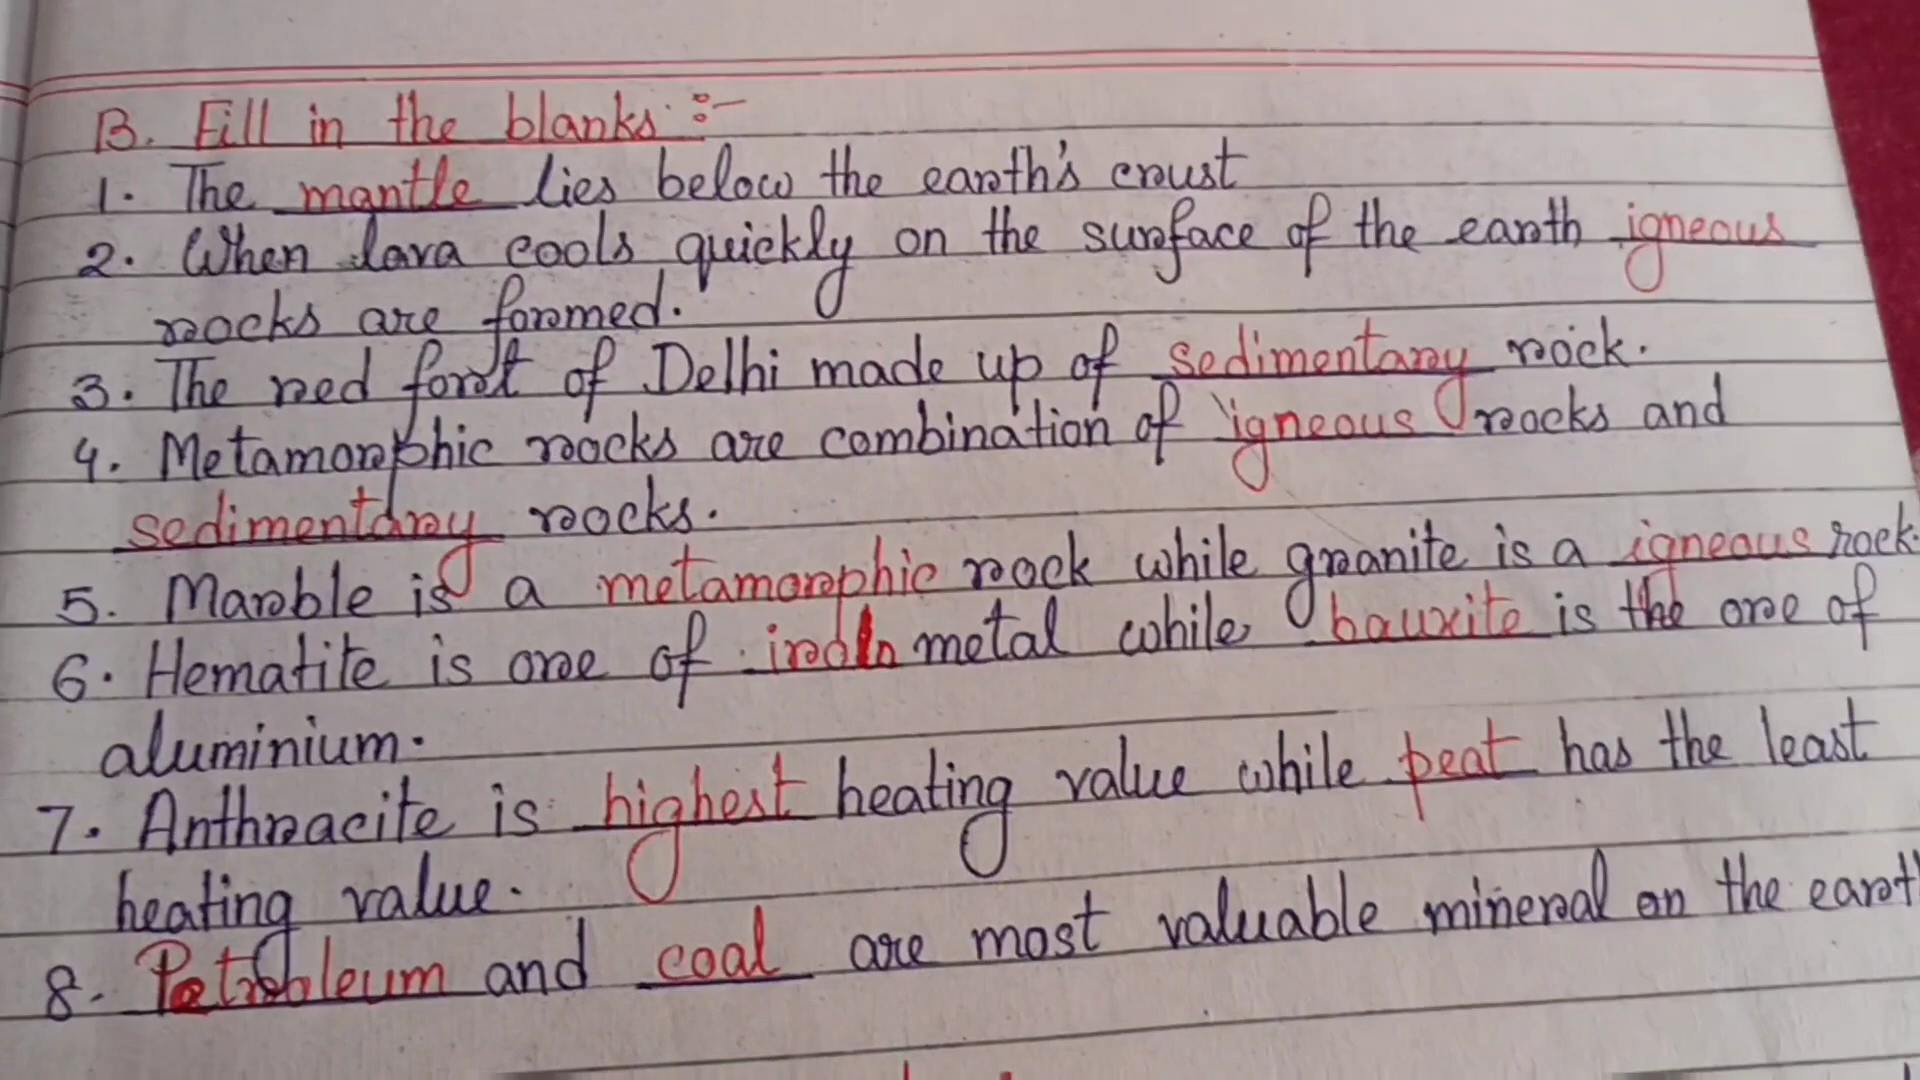 B. Fill in the blanks :-
1. The mantle lies below the earth's crust
2. When lava cools quickly on the surface of the earth igneous
rocks are formed.
3. The red fort of Delhi made up of sedimentary rock.
4. Metamorphic rocks are combination of igneous rocks and
sedimentary rocks.
5. Marble is a metamorphic rock while granite is a igneous rock.
6. Hematite is ore of iron metal while, bauxite is the ore of
aluminium.
7. Anthracite is highest heating value while peat has the least
heating value.
8. Petroleum and coal are most valuable mineral on the earth